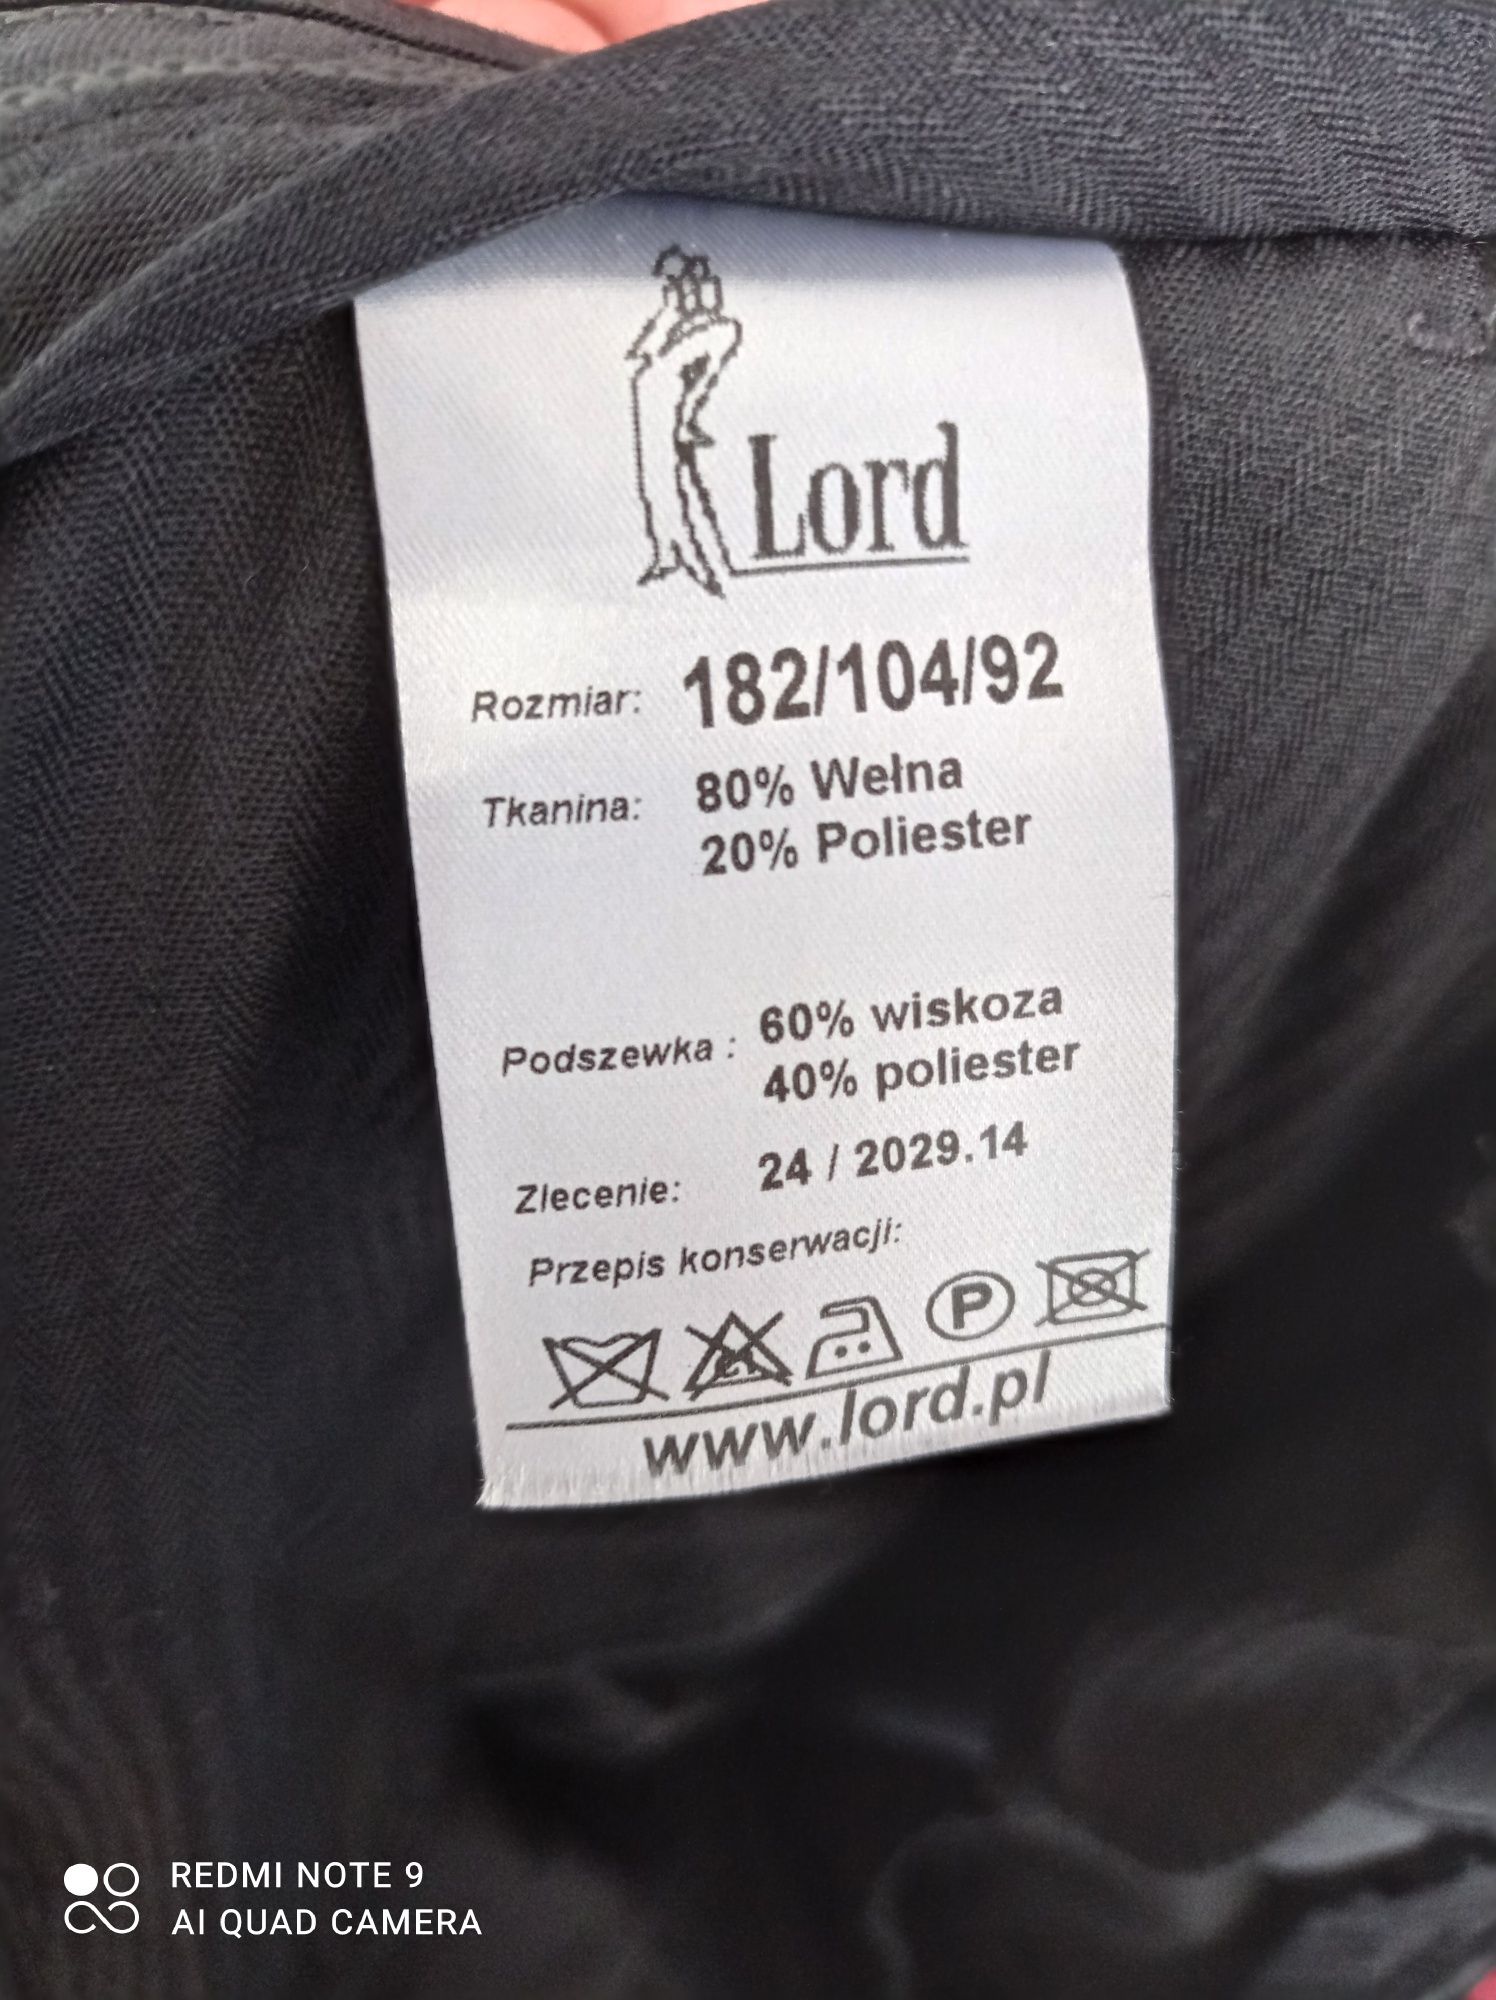 Lord
Rozmiar: 182/104/92
Tkanina: 80% Wełna
20% Poliester
Podszewka : 60% wiskoza
40% poliester
Zlecenie: 24 / 2029.14
Przepis konserwacji:
P
www.lord.pl
REDMI NOTE 9
AI QUAD CAMERA